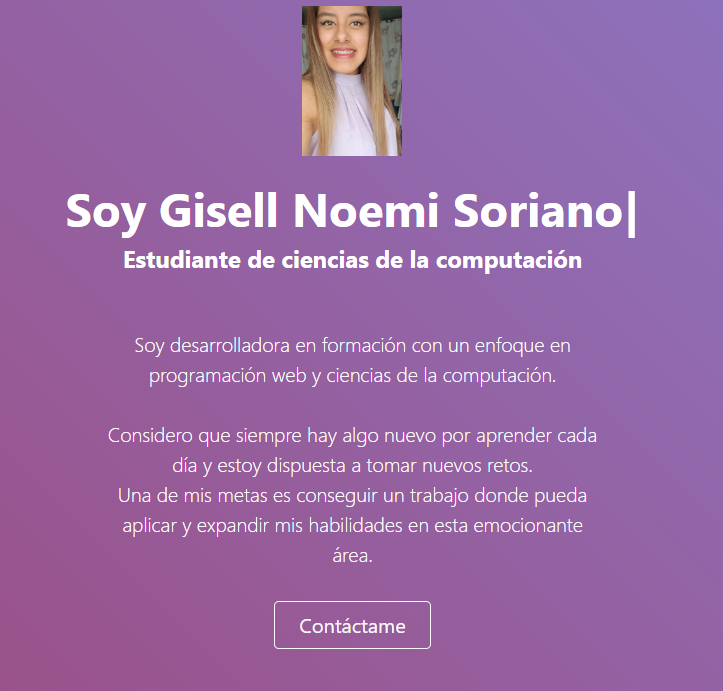 Soy Gisell Noemi Soriano|
Estudiante de ciencias de la computación
Soy desarrolladora en formación con un enfoque en
programación web y ciencias de la computación.
Considero que siempre hay algo nuevo por aprender cada
día y estoy dispuesta a tomar nuevos retos.
Una de mis metas es conseguir un trabajo donde pueda
aplicar y expandir mis habilidades en esta emocionante
área.
Contáctame